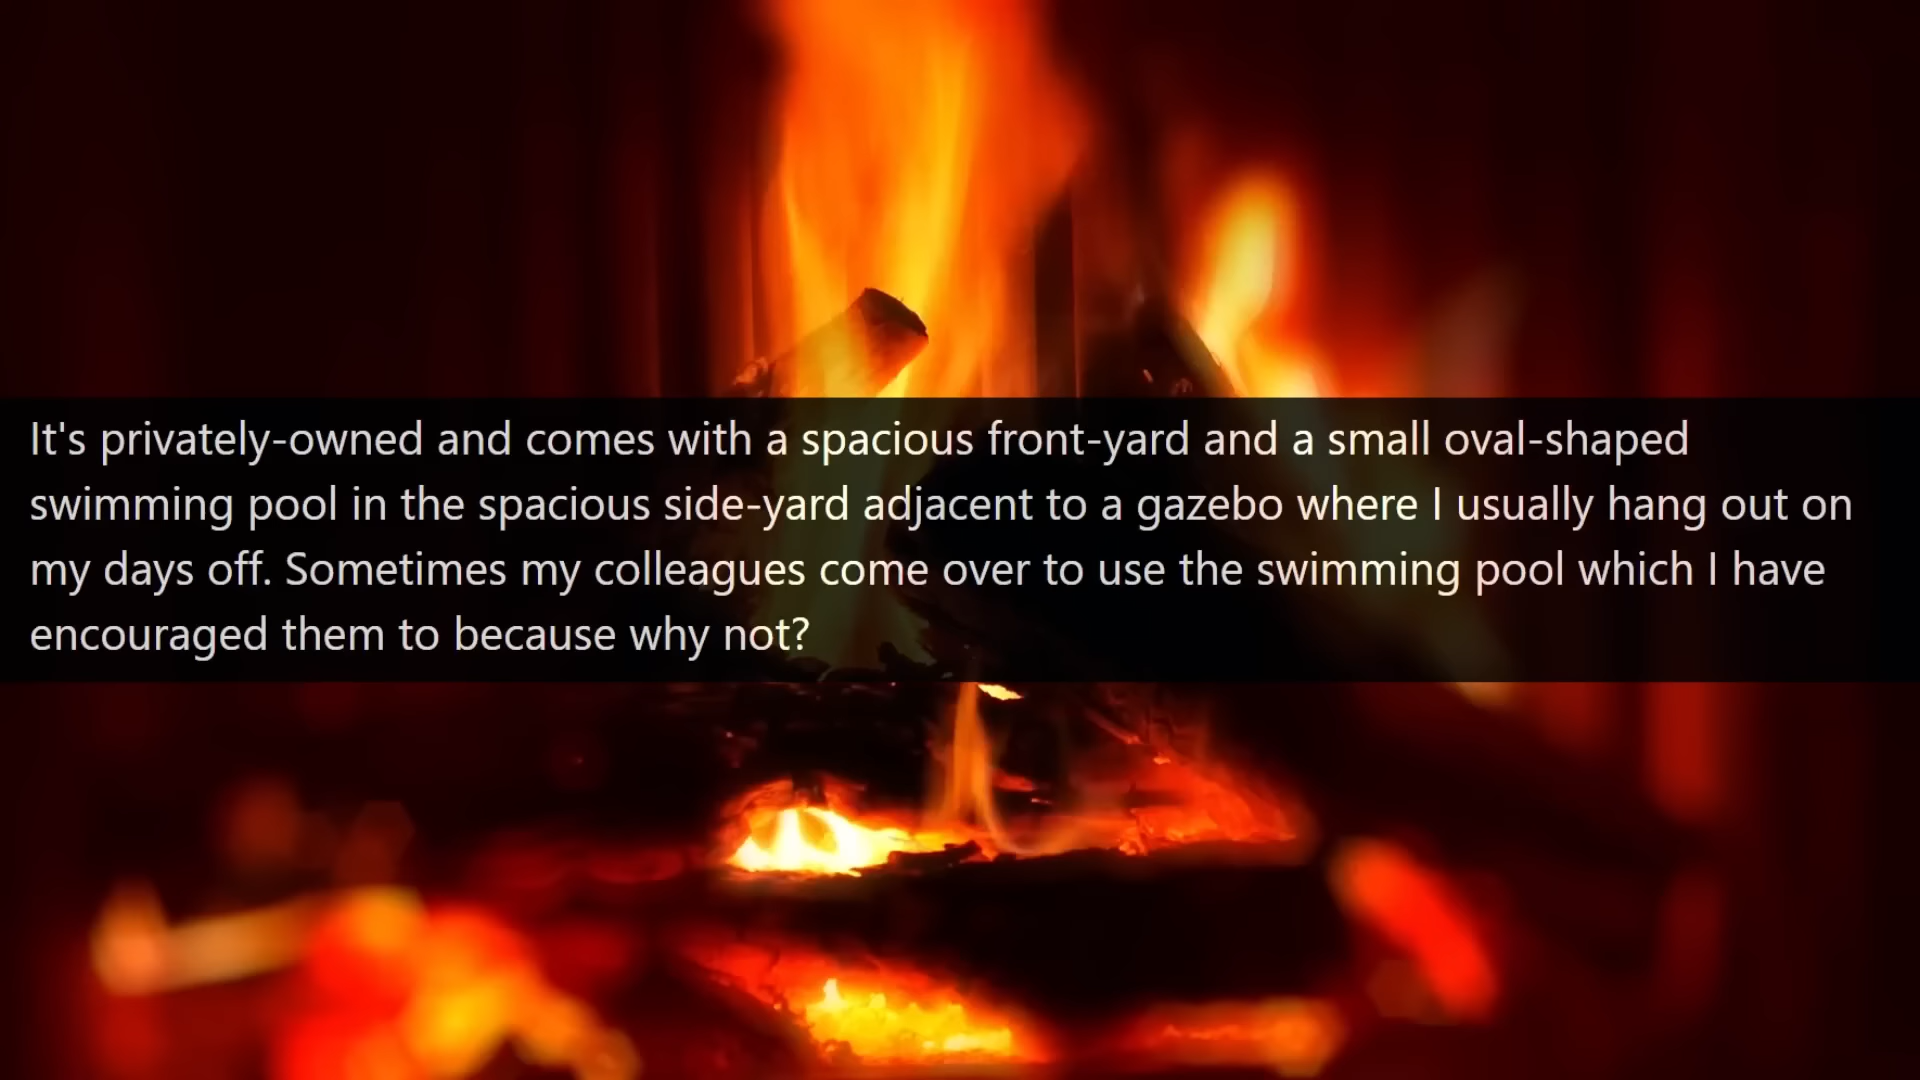 It's privately-owned and comes with a spacious front-yard and a small oval-shaped
swimming pool in the spacious side-yard adjacent to a gazebo where I usually hang out on
my days off. Sometimes my colleagues come over to use the swimming pool which I have
encouraged them to because why not?